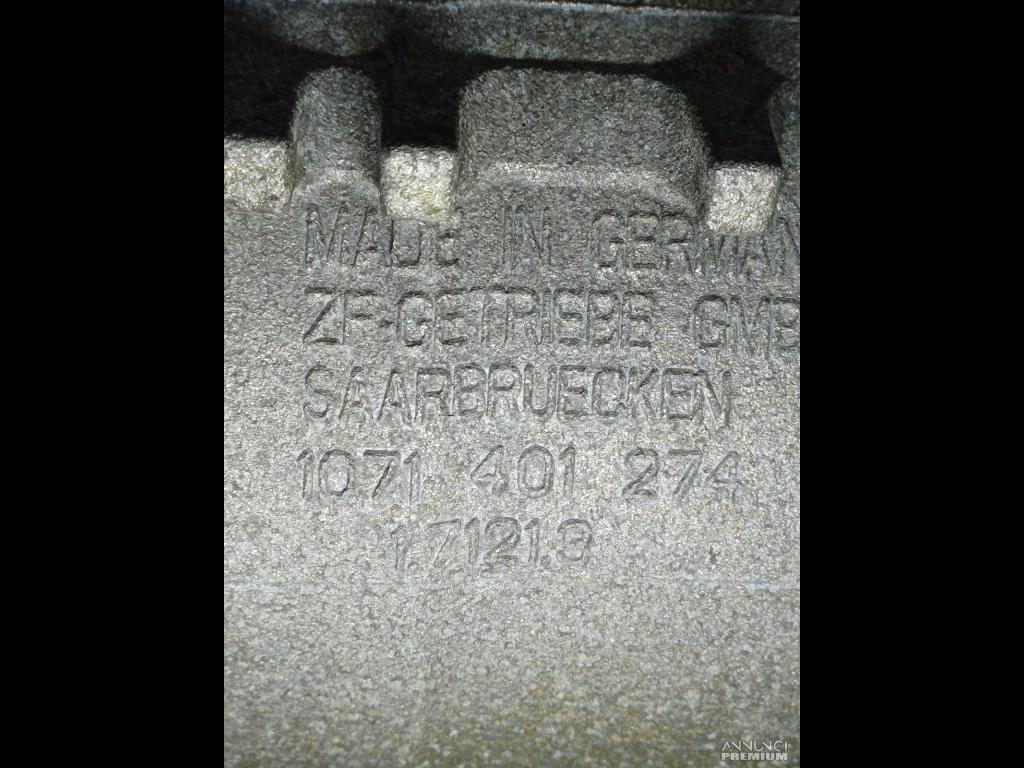 MADE IN GERMAN
ZF-GETRIEBE GMB
SAARBRUECKEN
1071 401 274
1.7121.3
ANNUNCI
PREMIUM